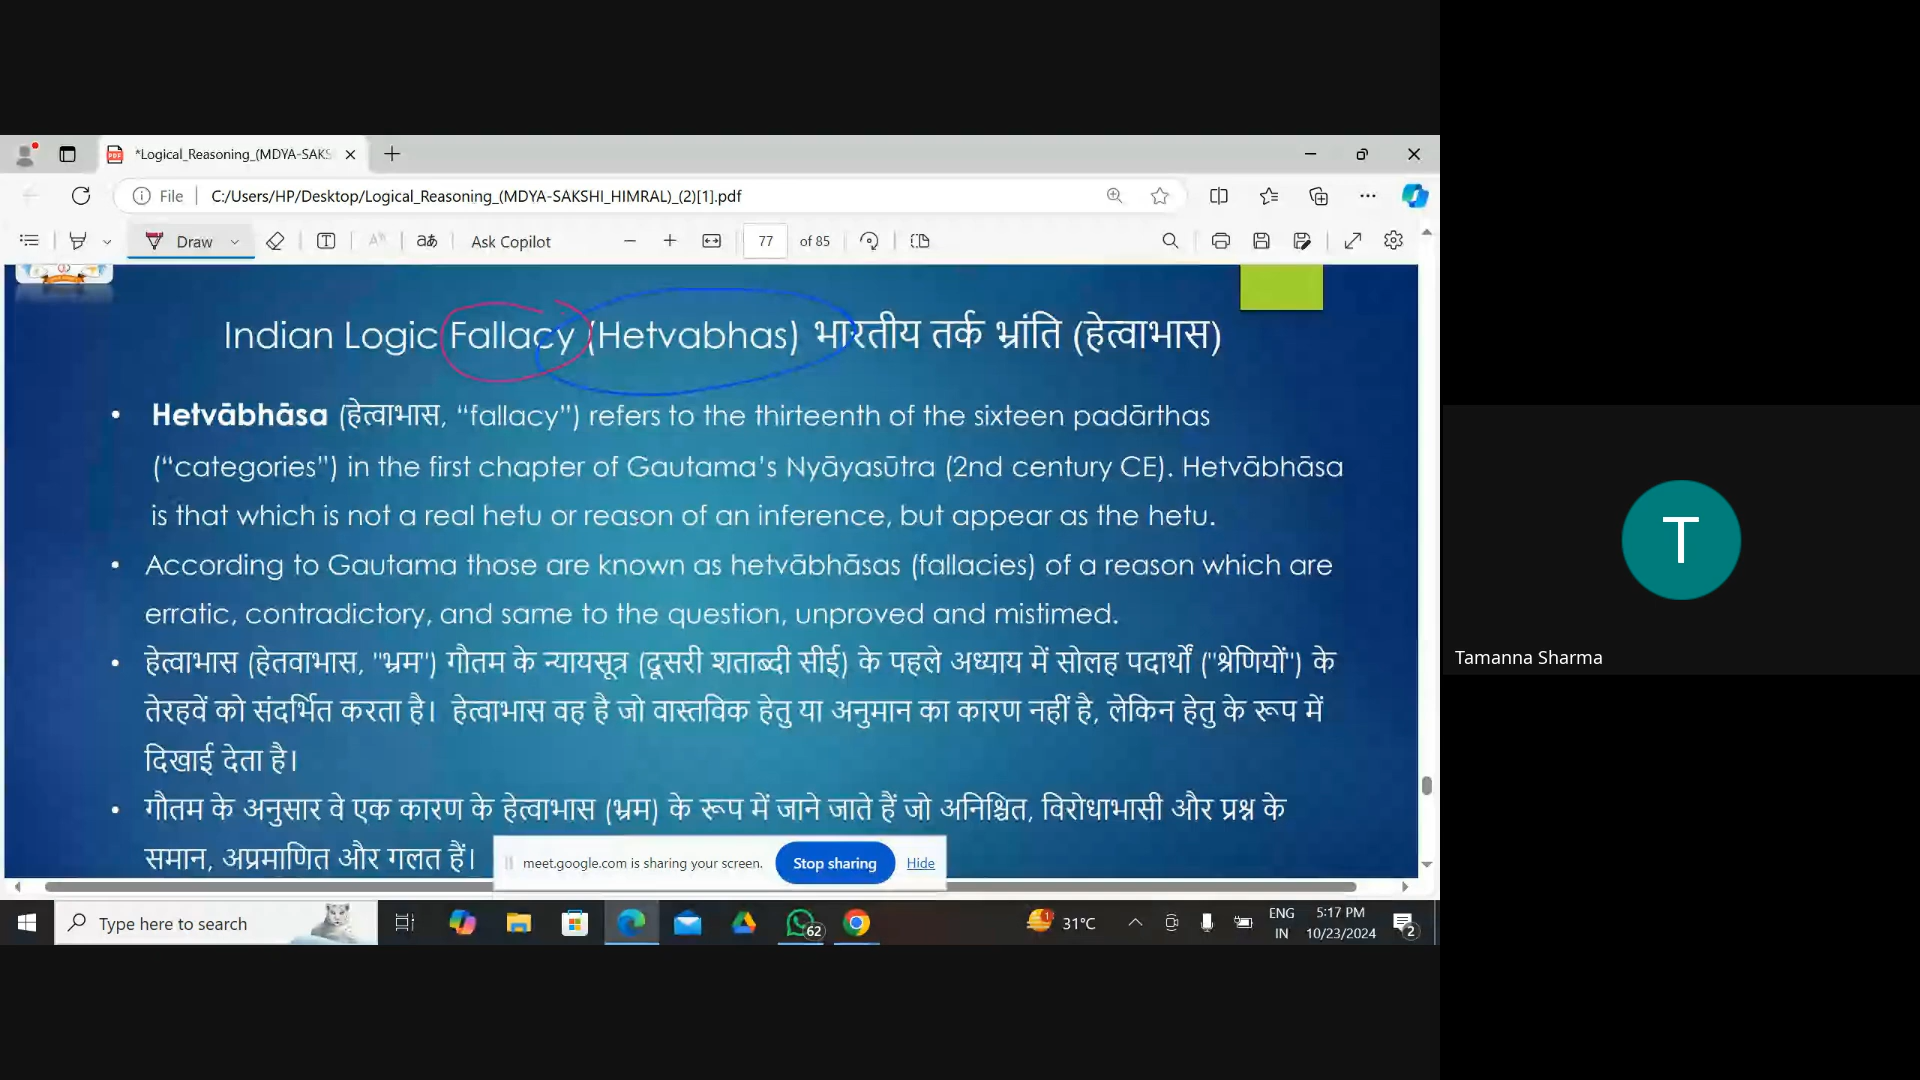 *Logical_Reasoning_(MDYA-SAKS
File
C:/Users/HP/Desktop/Logical_Reasoning_(MDYA-SAKSHI_HIMRAL)_(2)[1].pdf
Draw
aあ
Ask Copilot
77 of 85
Indian Logic Fallacy (Hetvabhas) भारतीय तर्क भ्रांति (हेत्वाभास)
• Hetvābhāsa (हेत्वाभास, “fallacy”) refers to the thirteenth of the sixteen padārthas
(“categories”) in the first chapter of Gautama’s Nyāyasūtra (2nd century CE). Hetvābhāsa
is that which is not a real hetu or reason of an inference, but appear as the hetu.
• According to Gautama those are known as hetvābhāsas (fallacies) of a reason which are
erratic, contradictory, and same to the question, unproved and mistimed.
• हेत्वाभास (हेतवाभास, "भ्रम") गौतम के न्यायसूत्र (दूसरी शताब्दी सीई) के पहले अध्याय में सोलह पदार्थों ("श्रेणियों") के
तेरहवें को संदर्भित करता है। हेत्वाभास वह है जो वास्तविक हेतु या अनुमान का कारण नहीं है, लेकिन हेतु के रूप में
दिखाई देता है।
• गौतम के अनुसार वे एक कारण के हेत्वाभास (भ्रम) के रूप में जाने जाते हैं जो अनिश्चित, विरोधाभासी और प्रश्न के
समान, अप्रमाणित और गलत हैं।
meet.google.com is sharing your screen.
Stop sharing
Hide
Type here to search
62
1
31°C
ENG
IN
5:17 PM
10/23/2024
2
T
Tamanna Sharma